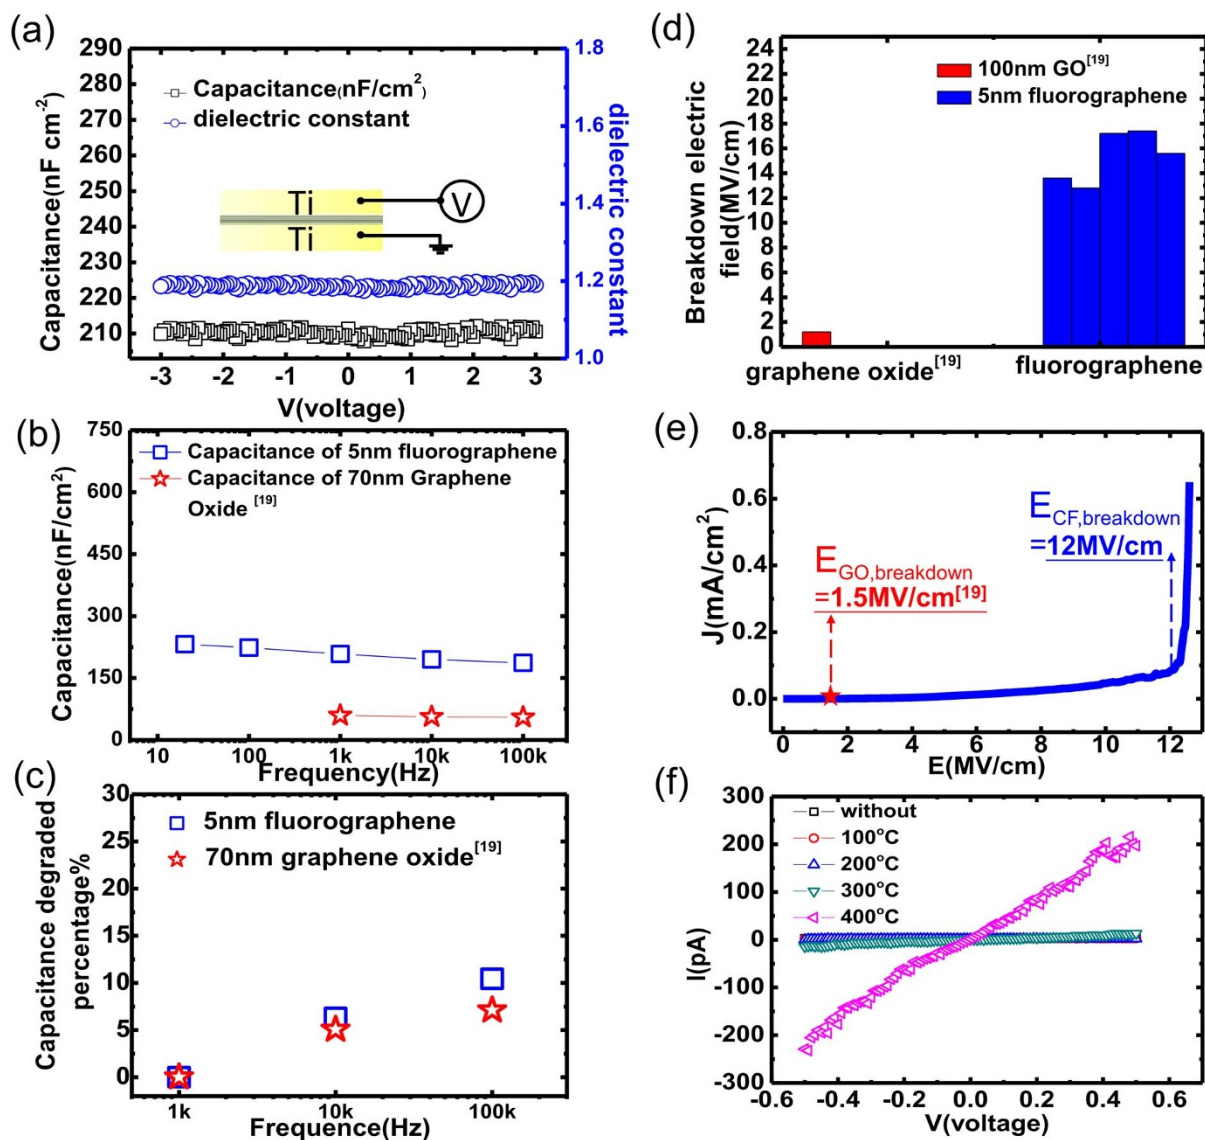 (a)
290
280
270
260
250
240
230
220
210
Capacitance(nF cm-2)
Capacitance(nF/cm2)
dielectric constant
Ti
Ti
V
1.8
1.6
1.4
1.2
1.0
dielectric constant
-3 -2 -1 0 1 2 3
V(voltage)
(b)
750
600
450
300
150
0
Capacitance(nF/cm2)
Capacitance of 5nm fluorographene
Capacitance of 70nm Graphene
Oxide [19]
10 100 1k 10k 100k
Frequency(Hz)
(c)
30
25
20
15
10
5
0
Capacitance degraded
percentage%
5nm fluorographene
70nm graphene oxide[19]
1k 10k 100k
Frequence(Hz)
(d)
24
22
20
18
16
14
12
10
8
6
4
2
0
Breakdown electric
field(MV/cm)
100nm GO[19]
5nm fluorographene
graphene oxide[19] fluorographene
(e)
0.8
0.6
0.4
0.2
0.0
J(mA/cm2)
ECF,breakdown
=12MV/cm
EGO,breakdown
=1.5MV/cm[19]
0 2 4 6 8 10 12
E(MV/cm)
(f)
300
200
100
0
-100
-200
-300
I(pA)
without
100°C
200°C
300°C
400°C
-0.6 -0.4 -0.2 0.0 0.2 0.4 0.6
V(voltage)